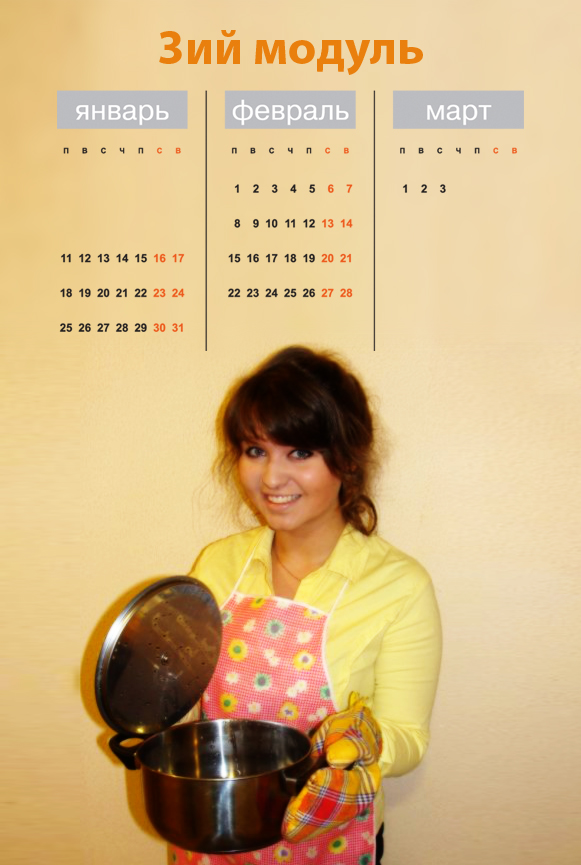 3ий модуль
январь
п в с ч п с в
11 12 13 14 15 16 17
18 19 20 21 22 23 24
25 26 27 28 29 30 31
февраль
п в с ч п с в
1 2 3 4 5 6 7
8 9 10 11 12 13 14
15 16 17 18 19 20 21
22 23 24 25 26 27 28
март
п в с ч п с в
1 2 3